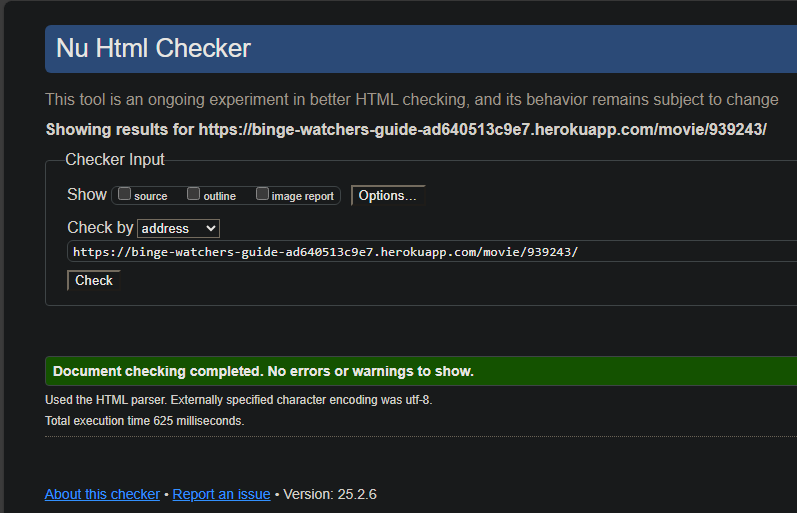 Nu Html Checker
This tool is an ongoing experiment in better HTML checking, and its behavior remains subject to change
Showing results for https://binge-watchers-guide-ad640513c9e7.herokuapp.com/movie/939243/
Checker Input
Show source outline image report Options...
Check by address
https://binge-watchers-guide-ad640513c9e7.herokuapp.com/movie/939243/
Check
Document checking completed. No errors or warnings to show.
Used the HTML parser. Externally specified character encoding was utf-8.
Total execution time 625 milliseconds.
About this checker • Report an issue • Version: 25.2.6